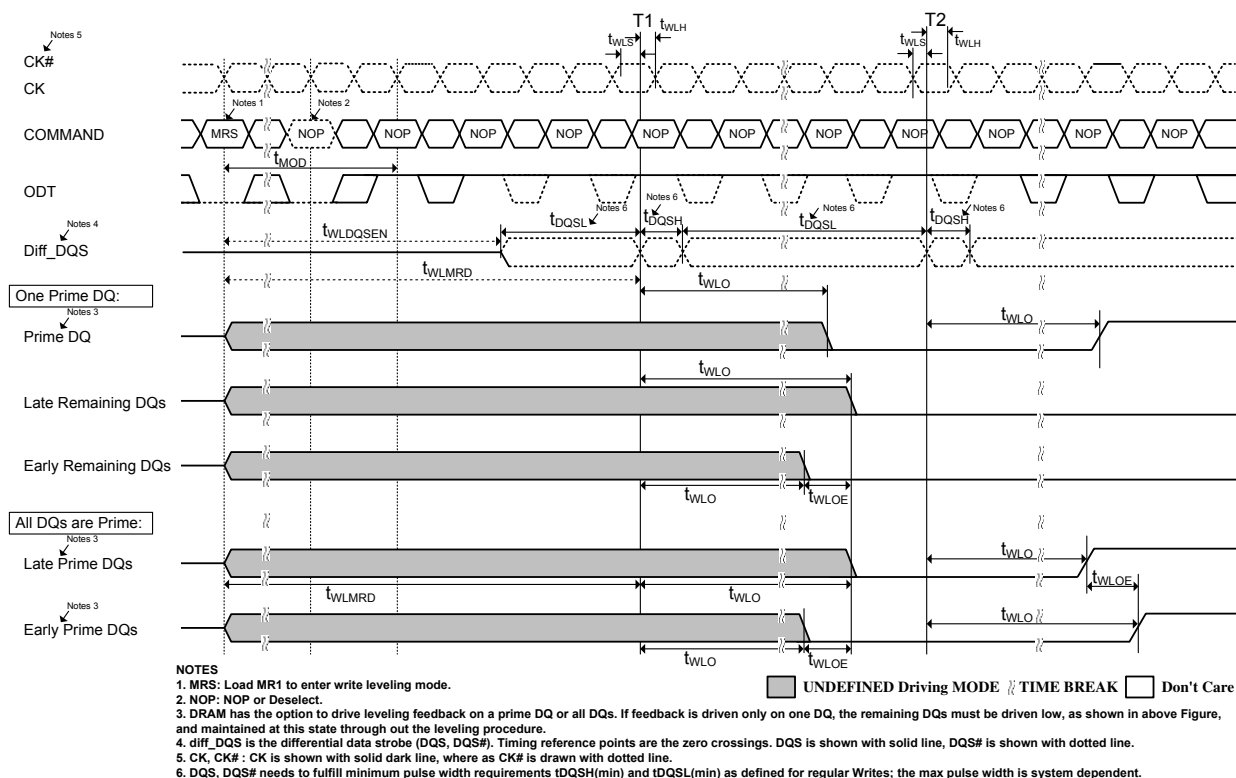 T1 T2
tWLS tWLH tWLS tWLH
Notes 5
CK#
CK
Notes 1 Notes 2
COMMAND MRS NOP NOP NOP NOP NOP NOP NOP NOP NOP NOP NOP
tMOD
ODT
Notes 4
Notes 6 Notes 6 Notes 6 Notes 6
tWLDQSEN tDQSL tDQSH tDQSL tDQSH
Diff_DQS
tWLMRD
One Prime DQ:
tWLO
Notes 3
Prime DQ
tWLO
tWLO
Late Remaining DQs
Early Remaining DQs
tWLO tWLOE
All DQs are Prime:
Notes 3
Late Prime DQs
tWLO
tWLMRD tWLO
tWLOE
Notes 3
Early Prime DQs
tWLO
tWLO tWLOE
NOTES
1. MRS: Load MR1 to enter write leveling mode.
UNDEFINED Driving MODE TIME BREAK Don't Care
2. NOP: NOP or Deselect.
3. DRAM has the option to drive leveling feedback on a prime DQ or all DQs. If feedback is driven only on one DQ, the remaining DQs must be driven low, as shown in above Figure,
and maintained at this state through out the leveling procedure.
4. diff_DQS is the differential data strobe (DQS, DQS#). Timing reference points are the zero crossings. DQS is shown with solid line, DQS# is shown with dotted line.
5. CK, CK# : CK is shown with solid dark line, where as CK# is drawn with dotted line.
6. DQS, DQS# needs to fulfill minimum pulse width requirements tDQSH(min) and tDQSL(min) as defined for regular Writes; the max pulse width is system dependent.